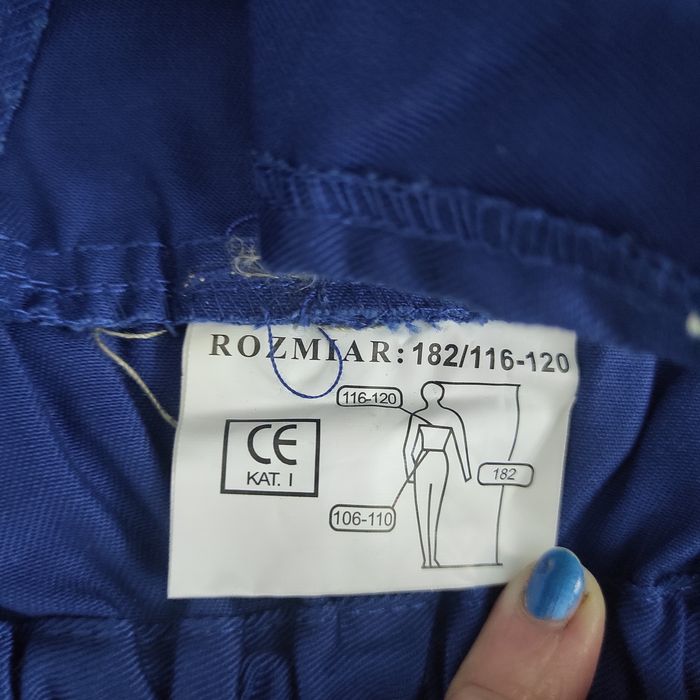 ROZMIAR: 182/116-120
116-120
CE
KAT. I
182
106-110